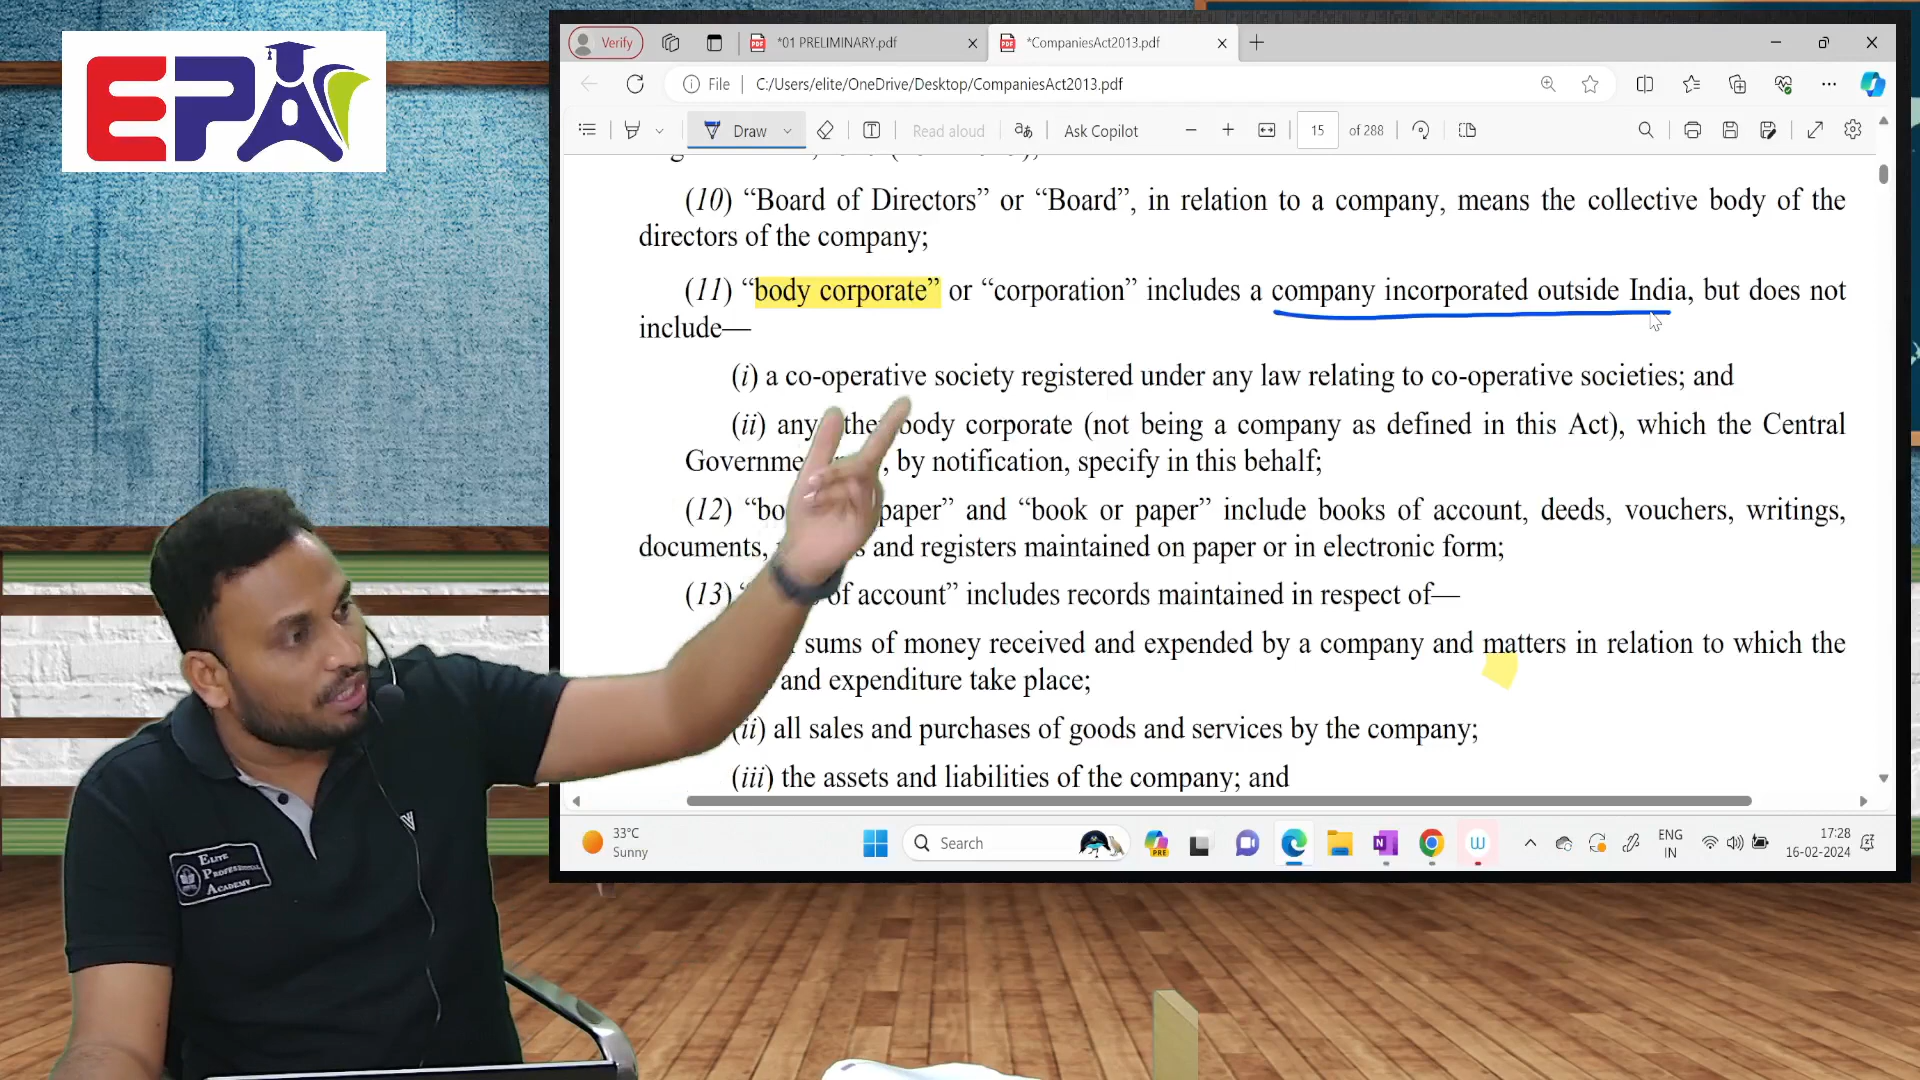 EPA
Verify
*01 PRELIMINARY.pdf
*CompaniesAct2013.pdf
File
C:/Users/elite/OneDrive/Desktop/CompaniesAct2013.pdf
Draw
Read aloud
Ask Copilot
15
of 288
(10) “Board of Directors” or “Board”, in relation to a company, means the collective body of the
directors of the company;
(11) “body corporate” or “corporation” includes a company incorporated outside India, but does not
include—
(i) a co-operative society registered under any law relating to co-operative societies; and
(ii) any body corporate (not being a company as defined in this Act), which the Central
, by notification, specify in this behalf;
(12) paper” and “book or paper” include books of account, deeds, vouchers, writings,
documents, and registers maintained on paper or in electronic form;
(13) of account” includes records maintained in respect of—
sums of money received and expended by a company and matters in relation to which the
and expenditure take place;
(ii) all sales and purchases of goods and services by the company;
(iii) the assets and liabilities of the company; and
33°C
Sunny
Search
PRE
ENG
IN
17:28
16-02-2024
ELITE
PROFESSIONAL
ACADEMY